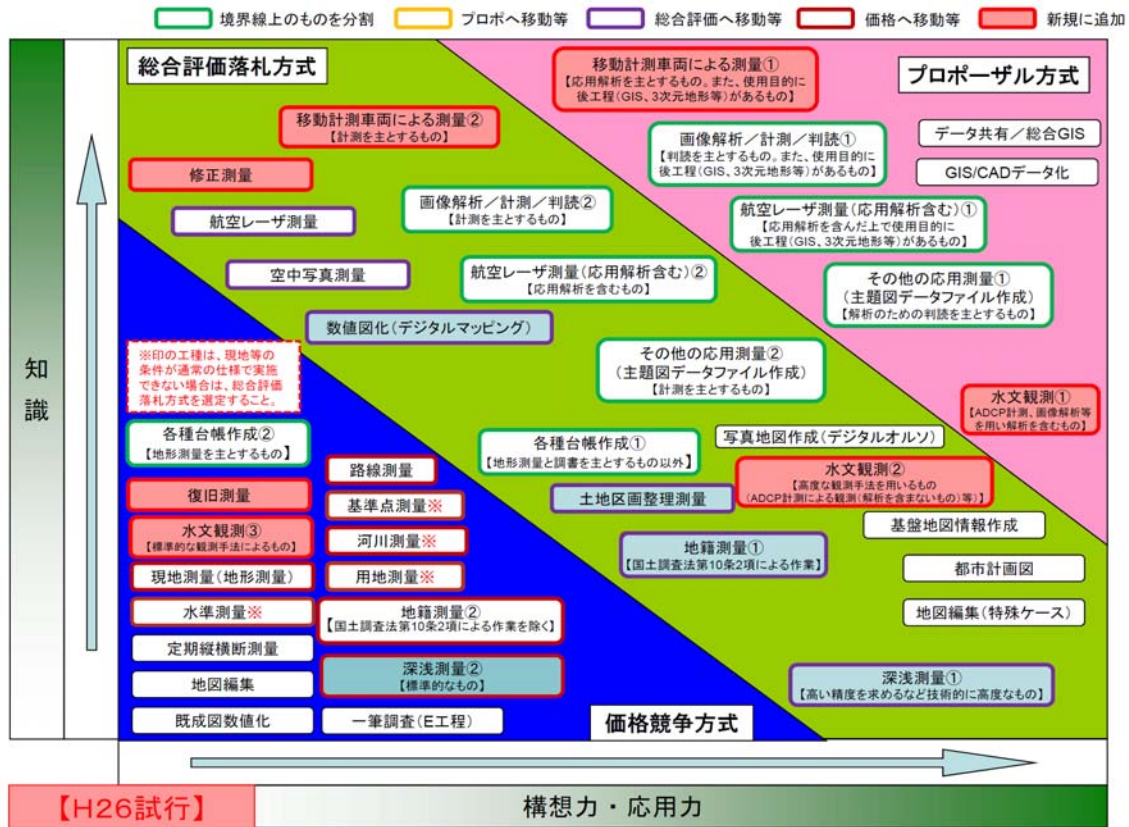 境界線上のものを分割
プロポへ移動等
総合評価へ移動等
価格へ移動等
新規に追加
総合評価落札方式
プロポーザル方式
移動計測車両による測量①
【応用解析を主とするもの。また、使用目的に
後工程(GIS、3次元地形等)があるもの】
移動計測車両による測量②
【計測を主とするもの】
画像解析/計測/判読①
【判読を主とするもの。また、使用目的に
後工程(GIS、3次元地形等)があるもの】
データ共有/総合GIS
GIS/CADデータ化
修正測量
航空レーザ測量
画像解析/計測/判読②
【計測を主とするもの】
航空レーザ測量(応用解析含む)①
【応用解析を含んだ上で使用目的に
後工程(GIS、3次元地形等)があるもの】
空中写真測量
航空レーザ測量(応用解析含む)②
【応用解析を含むもの】
その他の応用測量①
(主題図データファイル作成)
【解析のための判読を主とするもの】
数値図化(デジタルマッピング)
その他の応用測量②
(主題図データファイル作成)
【計測を主とするもの】
知
識
※印の工種は、現地等の
条件が通常の仕様で実施
できない場合は、総合評価
落札方式を選定すること。
水文観測①
【ADCP計測、画像解析等
を用い解析を含むもの】
各種台帳作成②
【地形測量を主とするもの】
各種台帳作成①
【地形測量と調書を主とするもの以外】
写真地図作成(デジタルオルソ)
路線測量
水文観測②
【高度な観測手法を用いるもの
(ADCP計測による観測(解析を含まないもの)等)】
復旧測量
基準点測量※
土地区画整理測量
水文観測③
【標準的な観測手法によるもの】
河川測量※
基盤地図情報作成
地籍測量①
【国土調査法第10条2項による作業】
現地測量(地形測量)
用地測量※
都市計画図
水準測量※
地籍測量②
【国土調査法第10条2項による作業を除く】
地図編集(特殊ケース)
定期縦横断測量
深浅測量②
【標準的なもの】
深浅測量①
【高い精度を求めるなど技術的に高度なもの】
地図編集
既成図数値化
一筆調査(E工程)
価格競争方式
【H26試行】
構想力・応用力